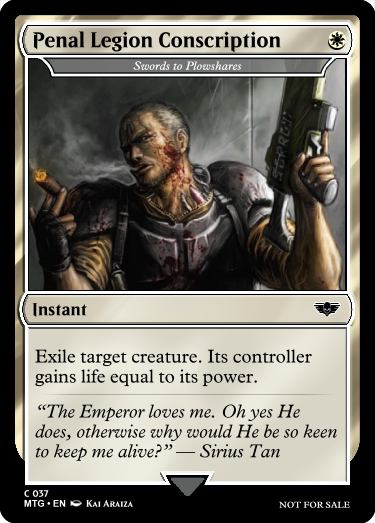 Penal Legion Conscription
Swords to Plowshares
Instant
Exile target creature. Its controller
gains life equal to its power.
"The Emperor loves me. Oh yes He
does, otherwise why would He be so keen
to keep me alive?" — Sirius Tan
C 037
MTG • EN Kai Araiza
NOT FOR SALE